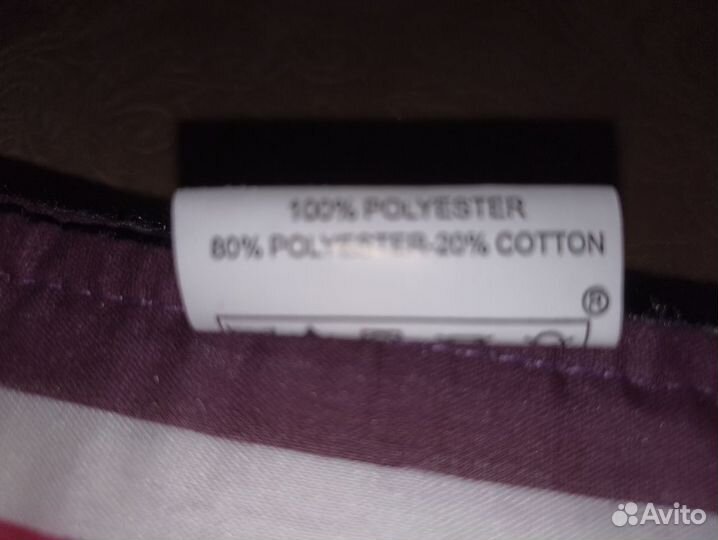 100% POLYESTER
80% POLYESTER-20% COTTON
®
Avito